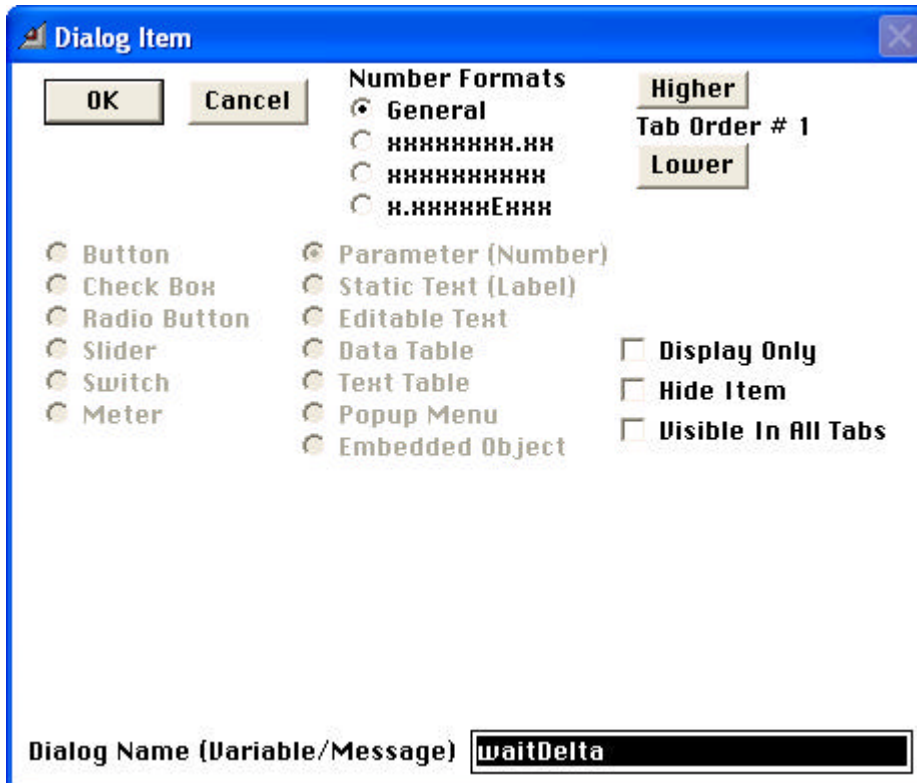 Dialog Item
OK
Cancel
Number Formats
General
xxxxxxxx.xx
xxxxxxxxxx
x.xxxxxExxx
Higher
Tab Order # 1
Lower
Button
Check Box
Radio Button
Slider
Switch
Meter
Parameter (Number)
Static Text (Label)
Editable Text
Data Table
Text Table
Popup Menu
Embedded Object
Display Only
Hide Item
Visible In All Tabs
Dialog Name (Variable/Message) waitDelta